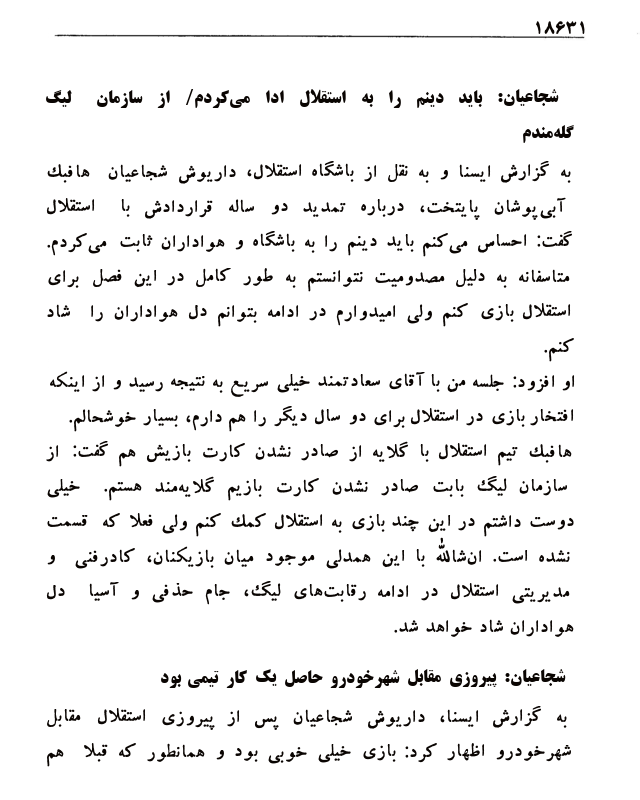 ۱۸۶۳۱
شجاعیان: باید دینم را به استقلال ادا می‌کردم/ از سازمان لیگ
گله‌مندم
به گزارش ایسنا و به نقل از باشگاه استقلال، داریوش شجاعیان هافبك
آبی‌پوشان پایتخت، درباره تمدید دو ساله قراردادش با استقلال
گفت: احساس می‌کنم باید دینم را به باشگاه و هواداران ثابت می‌کردم.
متاسفانه به دلیل مصدومیت نتوانستم به طور کامل در این فصل برای
استقلال بازی کنم ولی امیدوارم در ادامه بتوانم دل هواداران را شاد
کنم.
او افزود: جلسه من با آقای سعادتمند خیلی سریع به نتیجه رسید و از اینکه
افتخار بازی در استقلال برای دو سال دیگر را هم دارم، بسیار خوشحالم.
هافبك تیم استقلال با گلایه از صادر نشدن کارت بازیش هم گفت: از
سازمان لیگ بابت صادر نشدن کارت بازیم گلایه‌مند هستم. خیلی
دوست داشتم در این چند بازی به استقلال کمك کنم ولی فعلا که قسمت
نشده است. ان‌شالله با این همدلی موجود میان بازیکنان، کادرفنی و
مدیریتی استقلال در ادامه رقابت‌های لیگ، جام حذفی و آسیا دل
هواداران شاد خواهد شد.
شجاعیان: پیروزی مقابل شهرخودرو حاصل یک کار تیمی بود
به گزارش ایسنا، داریوش شجاعیان پس از پیروزی استقلال مقابل
شهرخودرو اظهار کرد: بازی خیلی خوبی بود و همانطور که قبلا هم